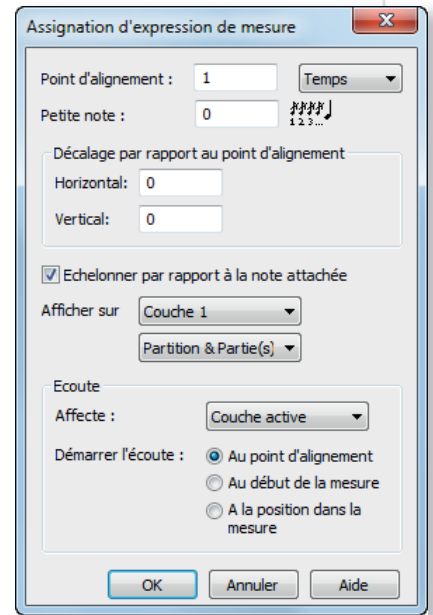 Assignation d'expression de mesure
Point d'alignement : 1 Temps
Petite note : 0 1 2 3...
Décalage par rapport au point d'alignement
Horizontal: 0
Vertical: 0
Echelonner par rapport à la note attachée
Afficher sur Couche 1
Partition & Partie(s)
Ecoute
Affecte : Couche active
Démarrer l'écoute : Au point d'alignement
Au début de la mesure
A la position dans la
mesure
OK Annuler Aide